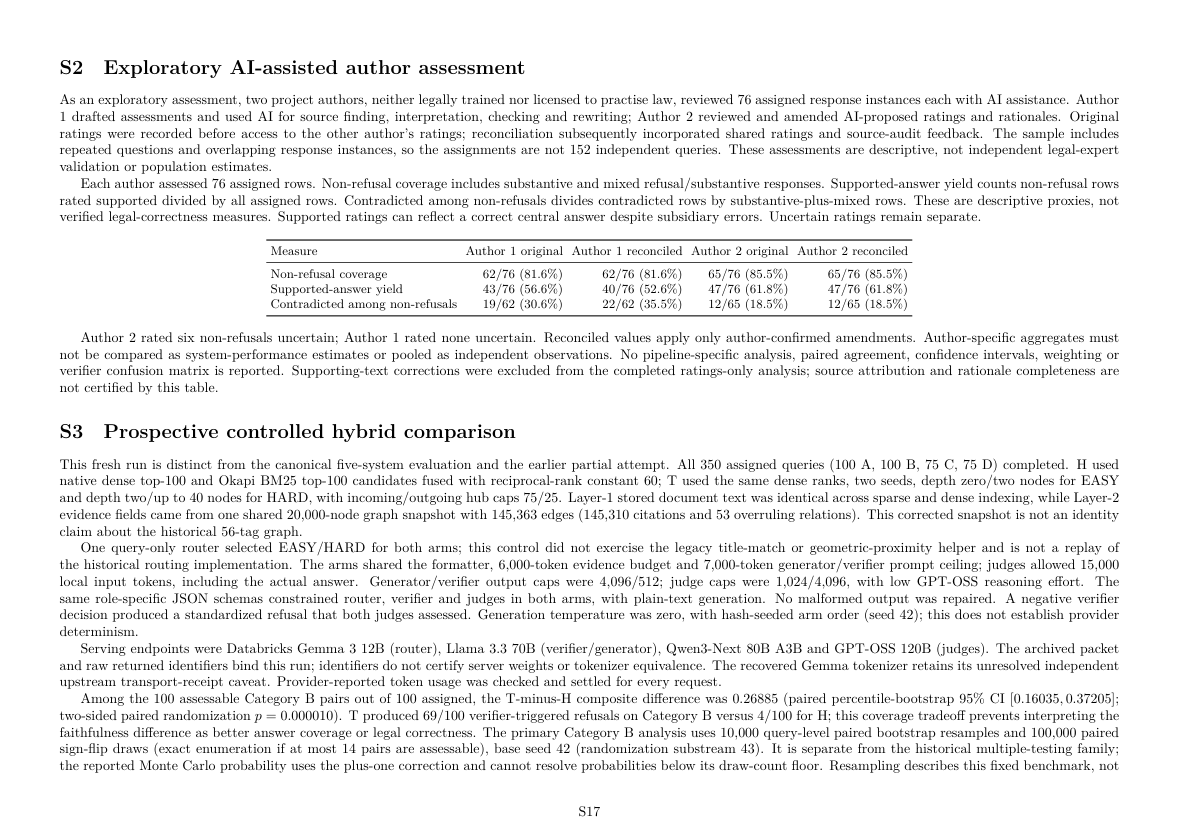 S2 Exploratory AI-assisted author assessment
As an exploratory assessment, two project authors, neither legally trained nor licensed to practise law, reviewed 76 assigned response instances each with AI assistance. Author
1 drafted assessments and used AI for source finding, interpretation, checking and rewriting; Author 2 reviewed and amended AI-proposed ratings and rationales. Original
ratings were recorded before access to the other author's ratings; reconciliation subsequently incorporated shared ratings and source-audit feedback. The sample includes
repeated questions and overlapping response instances, so the assignments are not 152 independent queries. These assessments are descriptive, not independent legal-expert
validation or population estimates.
Each author assessed 76 assigned rows. Non-refusal coverage includes substantive and mixed refusal/substantive responses. Supported-answer yield counts non-refusal rows
rated supported divided by all assigned rows. Contradicted among non-refusals divides contradicted rows by substantive-plus-mixed rows. These are descriptive proxies, not
verified legal-correctness measures. Supported ratings can reflect a correct central answer despite subsidiary errors. Uncertain ratings remain separate.
Measure Author 1 original Author 1 reconciled Author 2 original Author 2 reconciled
Non-refusal coverage 62/76 (81.6%) 62/76 (81.6%) 65/76 (85.5%) 65/76 (85.5%)
Supported-answer yield 43/76 (56.6%) 40/76 (52.6%) 47/76 (61.8%) 47/76 (61.8%)
Contradicted among non-refusals 19/62 (30.6%) 22/62 (35.5%) 12/65 (18.5%) 12/65 (18.5%)
Author 2 rated six non-refusals uncertain; Author 1 rated none uncertain. Reconciled values apply only author-confirmed amendments. Author-specific aggregates must
not be compared as system-performance estimates or pooled as independent observations. No pipeline-specific analysis, paired agreement, confidence intervals, weighting or
verifier confusion matrix is reported. Supporting-text corrections were excluded from the completed ratings-only analysis; source attribution and rationale completeness are
not certified by this table.
S3 Prospective controlled hybrid comparison
This fresh run is distinct from the canonical five-system evaluation and the earlier partial attempt. All 350 assigned queries (100 A, 100 B, 75 C, 75 D) completed. H used
native dense top-100 and Okapi BM25 top-100 candidates fused with reciprocal-rank constant 60; T used the same dense ranks, two seeds, depth zero/two nodes for EASY
and depth two/up to 40 nodes for HARD, with incoming/outgoing hub caps 75/25. Layer-1 stored document text was identical across sparse and dense indexing, while Layer-2
evidence fields came from one shared 20,000-node graph snapshot with 145,363 edges (145,310 citations and 53 overruling relations). This corrected snapshot is not an identity
claim about the historical 56-tag graph.
One query-only router selected EASY/HARD for both arms; this control did not exercise the legacy title-match or geometric-proximity helper and is not a replay of
the historical routing implementation. The arms shared the formatter, 6,000-token evidence budget and 7,000-token generator/verifier prompt ceiling; judges allowed 15,000
local input tokens, including the actual answer. Generator/verifier output caps were 4,096/512; judge caps were 1,024/4,096, with low GPT-OSS reasoning effort. The
same role-specific JSON schemas constrained router, verifier and judges in both arms, with plain-text generation. No malformed output was repaired. A negative verifier
decision produced a standardized refusal that both judges assessed. Generation temperature was zero, with hash-seeded arm order (seed 42); this does not establish provider
determinism.
Serving endpoints were Databricks Gemma 3 12B (router), Llama 3.3 70B (verifier/generator), Qwen3-Next 80B A3B and GPT-OSS 120B (judges). The archived packet
and raw returned identifiers bind this run; identifiers do not certify server weights or tokenizer equivalence. The recovered Gemma tokenizer retains its unresolved independent
upstream transport-receipt caveat. Provider-reported token usage was checked and settled for every request.
Among the 100 assessable Category B pairs out of 100 assigned, the T-minus-H composite difference was 0.26885 (paired percentile-bootstrap 95% CI [0.16035, 0.37205];
two-sided paired randomization p = 0.000010). T produced 69/100 verifier-triggered refusals on Category B versus 4/100 for H; this coverage tradeoff prevents interpreting the
faithfulness difference as better answer coverage or legal correctness. The primary Category B analysis uses 10,000 query-level paired bootstrap resamples and 100,000 paired
sign-flip draws (exact enumeration if at most 14 pairs are assessable), base seed 42 (randomization substream 43). It is separate from the historical multiple-testing family;
the reported Monte Carlo probability uses the plus-one correction and cannot resolve probabilities below its draw-count floor. Resampling describes this fixed benchmark, not
S17